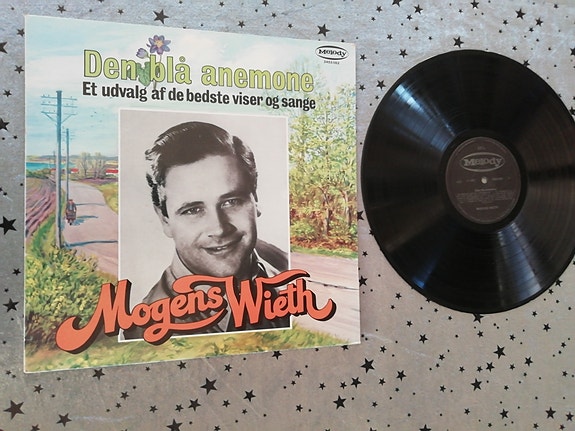 Melody
Den blå anemone
Et udvalg af de bedste viser og sange
Mogens Wieth
Melody